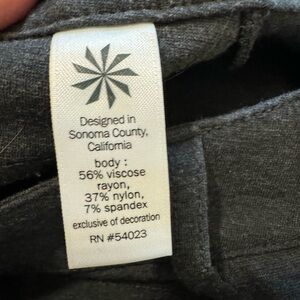 Designed in
Sonoma County,
California
body :
56% viscose
rayon,
37% nylon,
7% spandex
exclusive of decoration
RN #54023